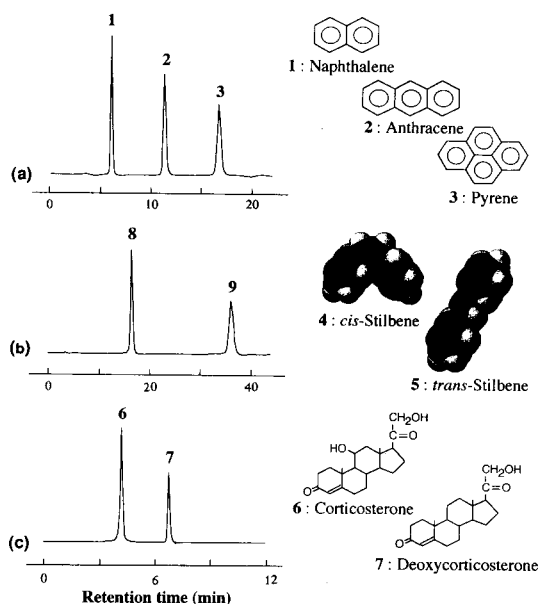 1
2
3
(a)
0
10
20
1 : Naphthalene
2 : Anthracene
3 : Pyrene
8
9
(b)
0
20
40
4 : cis-Stilbene
5 : trans-Stilbene
6
7
(c)
0
6
12
Retention time (min)
CH2OH
C=O
HO
O
6 : Corticosterone
CH2OH
C=O
O
7 : Deoxycorticosterone